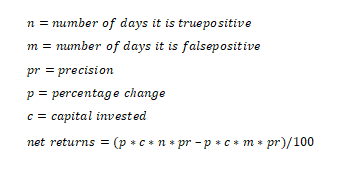 n = number of days it is truepositive
m = number of days it is falsepositive
pr = precision
p = percentage change
c = capital invested
net returns = (p * c * n * pr – p * c * m * pr)/100